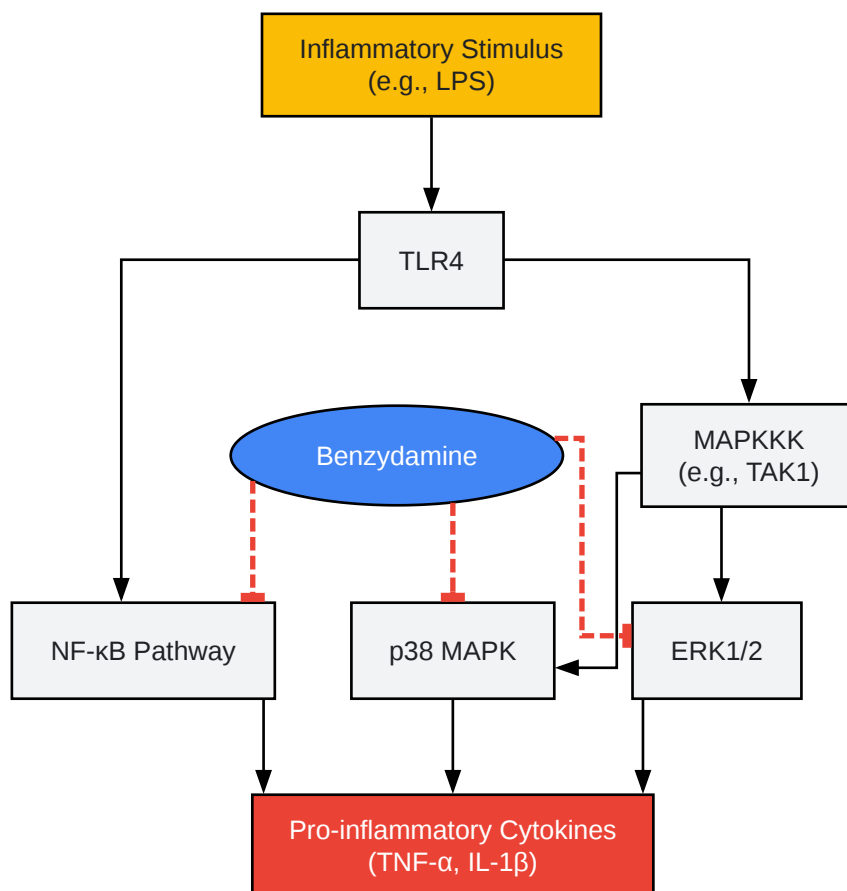 Inflammatory Stimulus
(e.g., LPS)
TLR4
Benzydamine
MAPKKK
(e.g., TAK1)
NF-κB Pathway
p38 MAPK
ERK1/2
Pro-inflammatory Cytokines
(TNF-α, IL-1β)